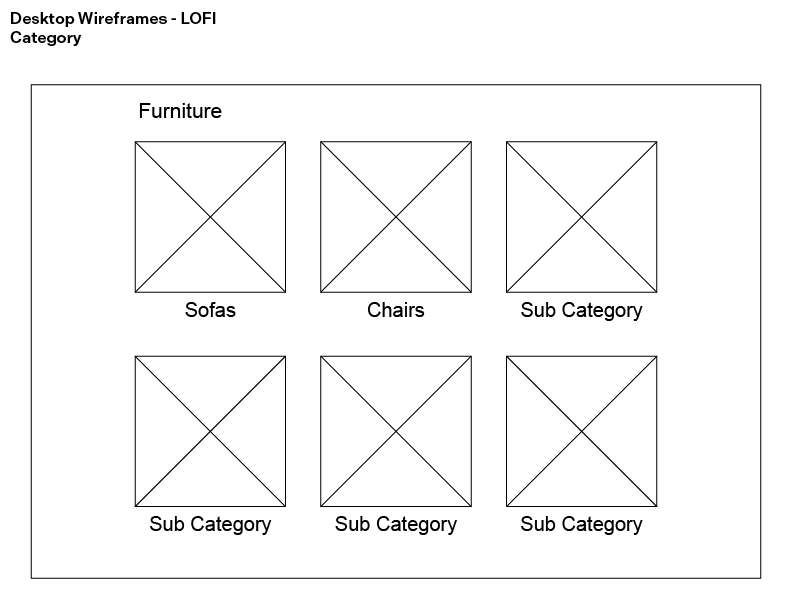 Desktop Wireframes - LOFI
Category
Furniture
Sofas
Chairs
Sub Category
Sub Category
Sub Category
Sub Category